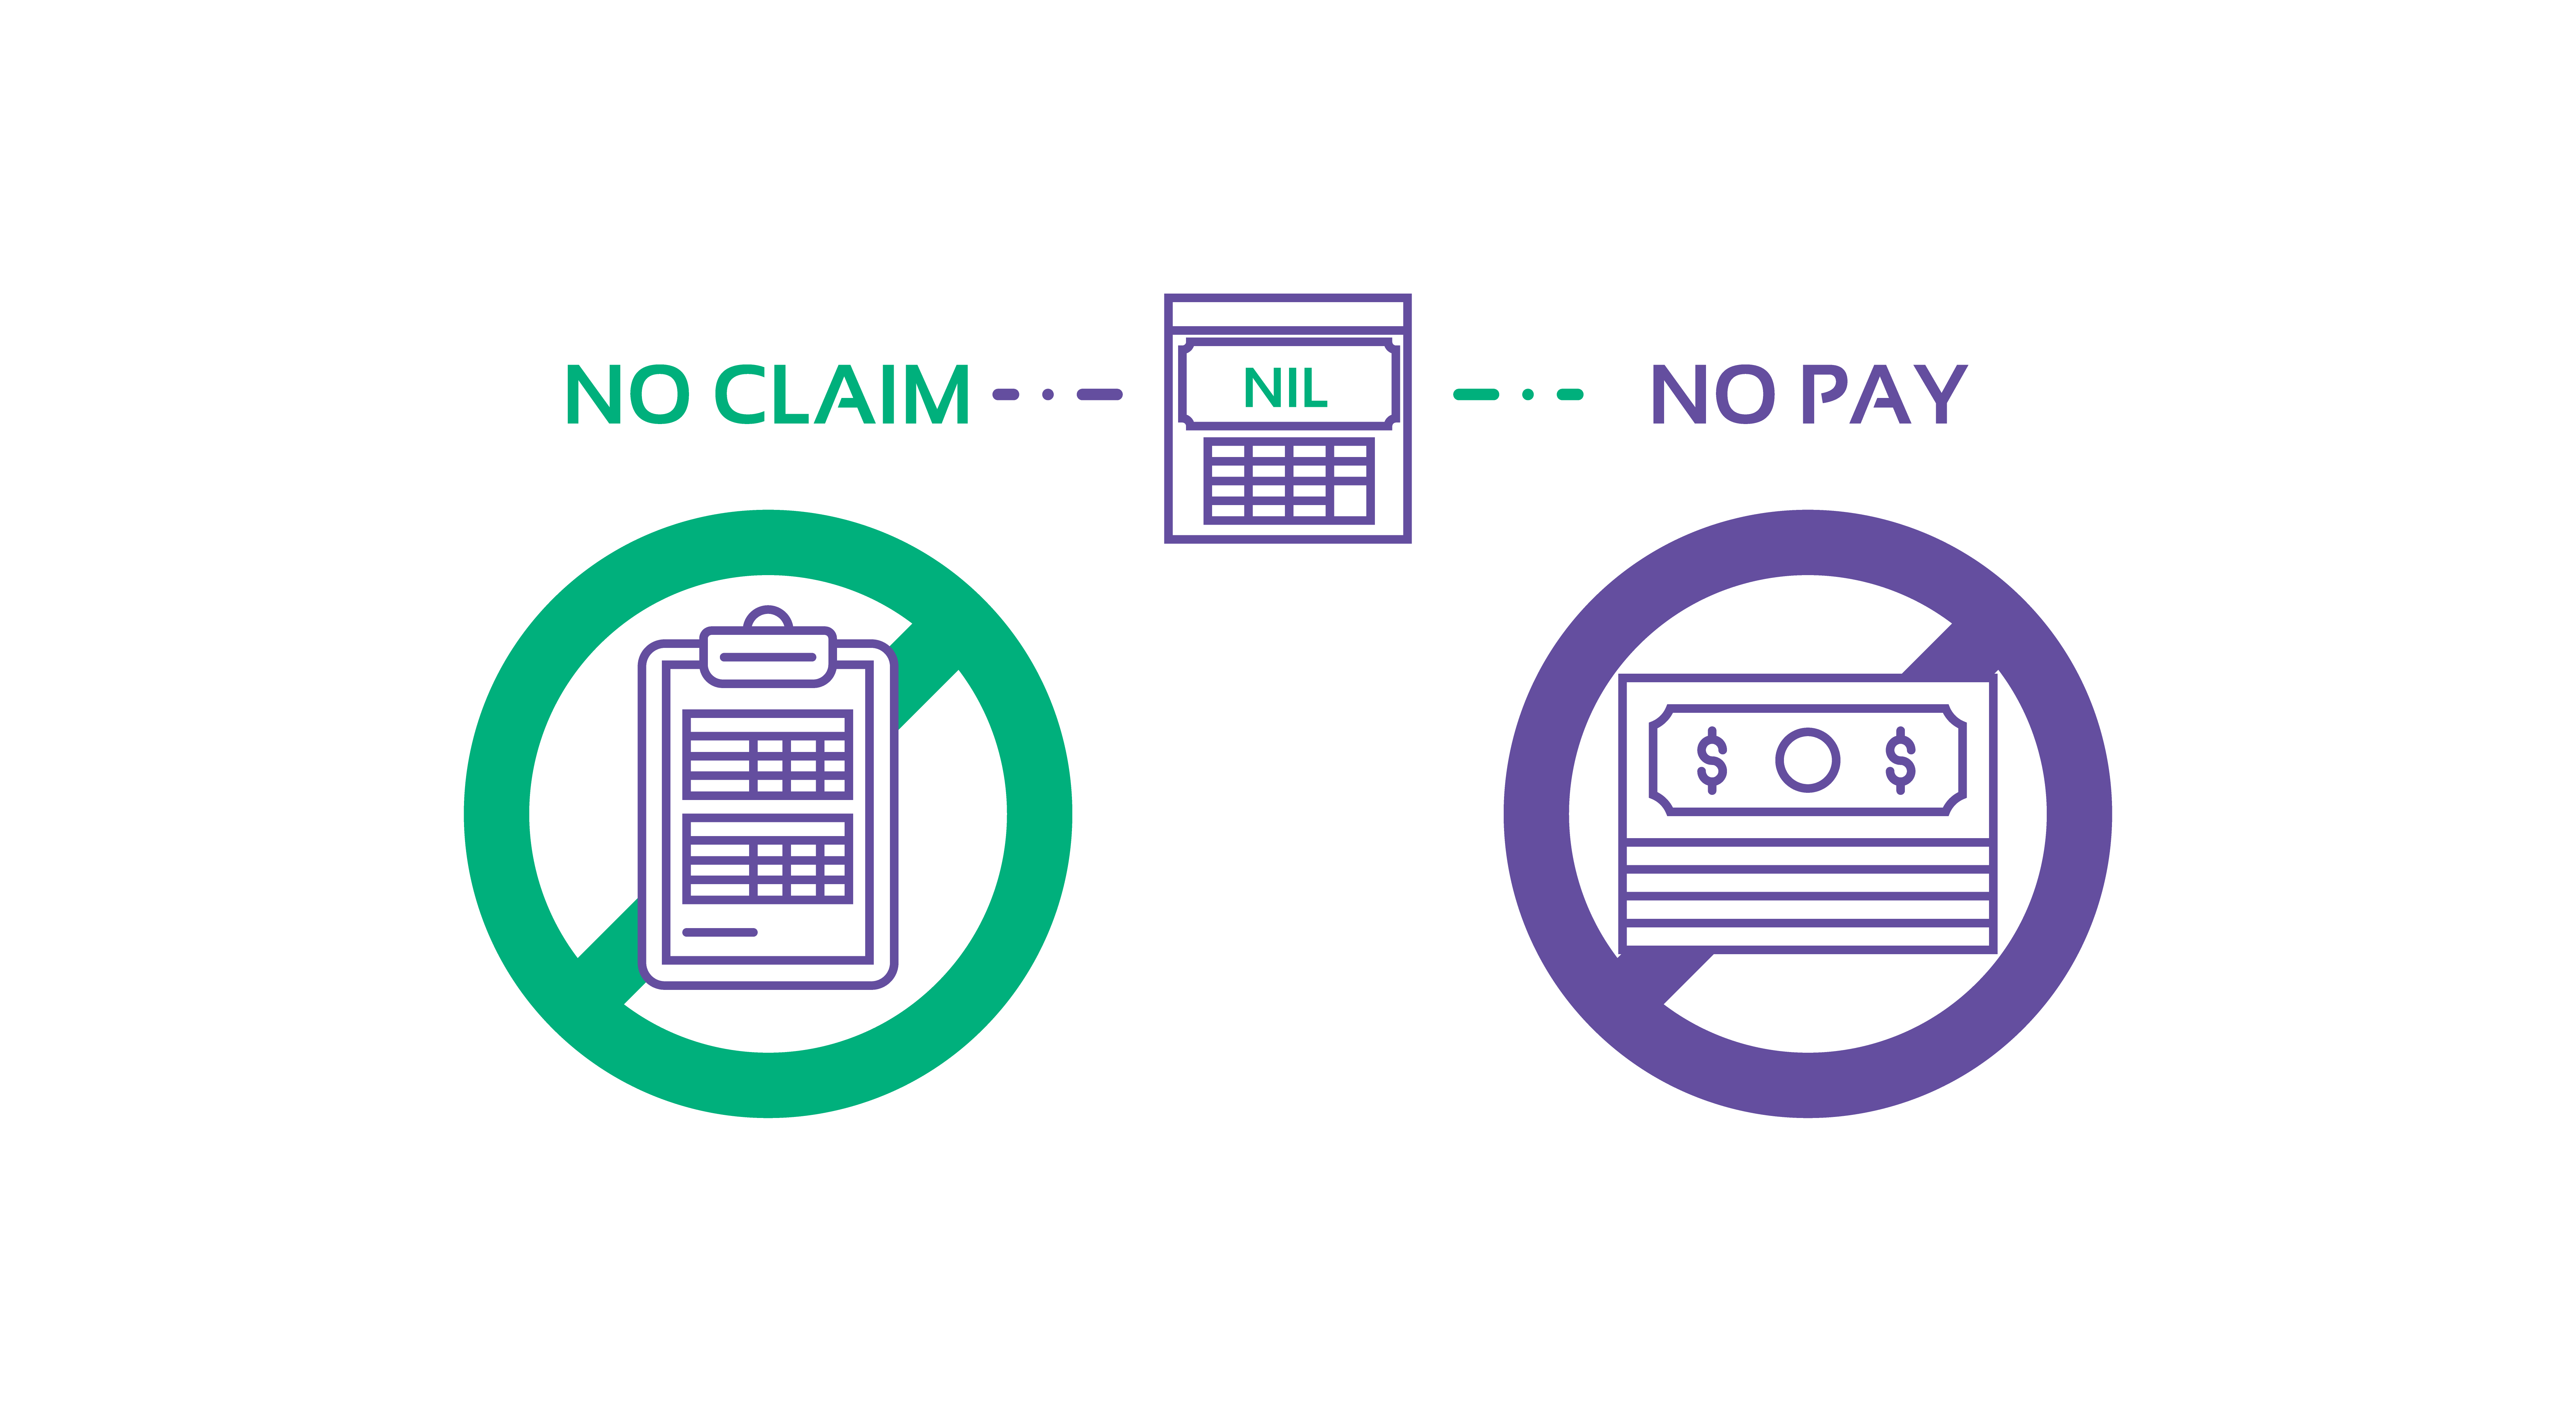 NO CLAIM
NIL
NO PAY
$ $